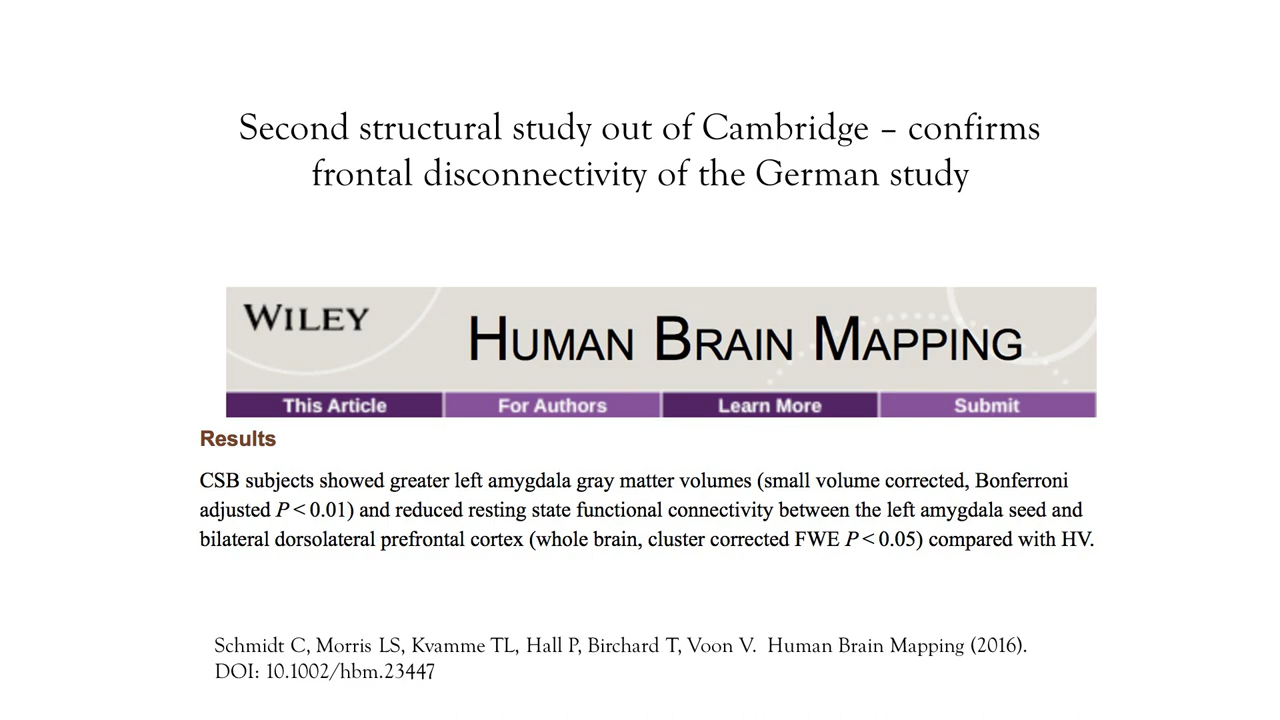 Second structural study out of Cambridge – confirms
frontal disconnectivity of the German study
WILEY
HUMAN BRAIN MAPPING
This Article
For Authors
Learn More
Submit
Results
CSB subjects showed greater left amygdala gray matter volumes (small volume corrected, Bonferroni
adjusted P < 0.01) and reduced resting state functional connectivity between the left amygdala seed and
bilateral dorsolateral prefrontal cortex (whole brain, cluster corrected FWE P < 0.05) compared with HV.
Schmidt C, Morris LS, Kvamme TL, Hall P, Birchard T, Voon V. Human Brain Mapping (2016).
DOI: 10.1002/hbm.23447